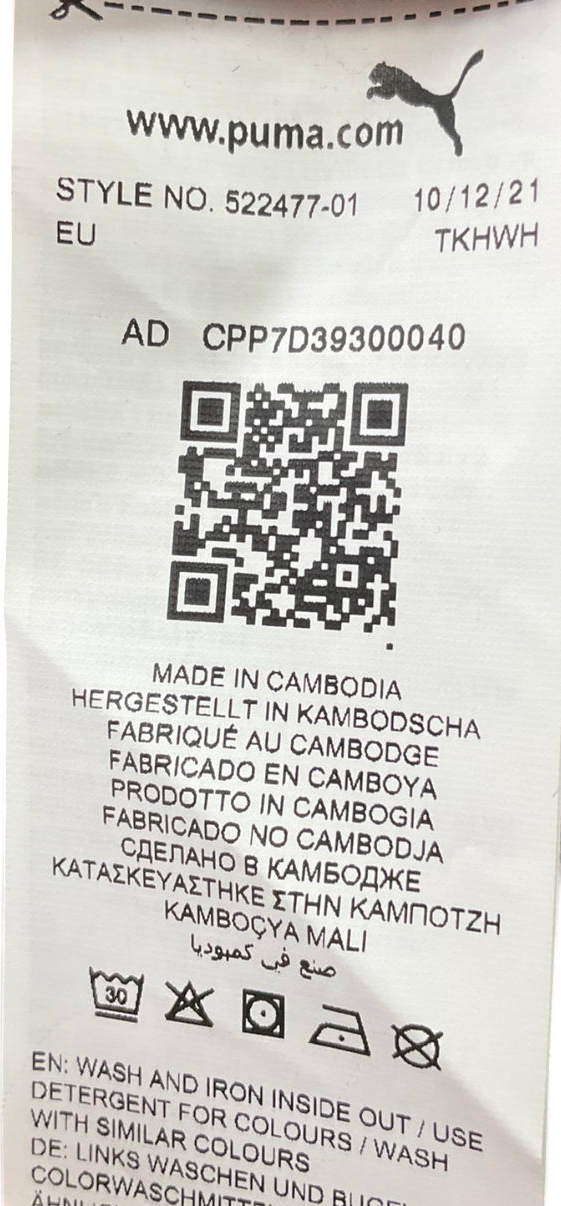 www.puma.com
STYLE NO. 522477-01 10/12/21
EU TKHWH
AD CPP7D39300040
MADE IN CAMBODIA
HERGESTELLT IN KAMBODSCHA
FABRIQUÉ AU CAMBODGE
FABRICADO EN CAMBOYA
PRODOTTO IN CAMBOGIA
FABRICADO NO CAMBODJA
СДЕЛАНО В КАМБОДЖЕ
ΚΑΤΑΣΚΕΥΑΣΤΗΚΕ ΣΤΗΝ ΚΑΜΠΟΤΖΗ
KAMBOÇYA MALI
صنع في كمبوديا
30
EN: WASH AND IRON INSIDE OUT / USE
DETERGENT FOR COLOURS / WASH
WITH SIMILAR COLOURS
DE: LINKS WASCHEN UND